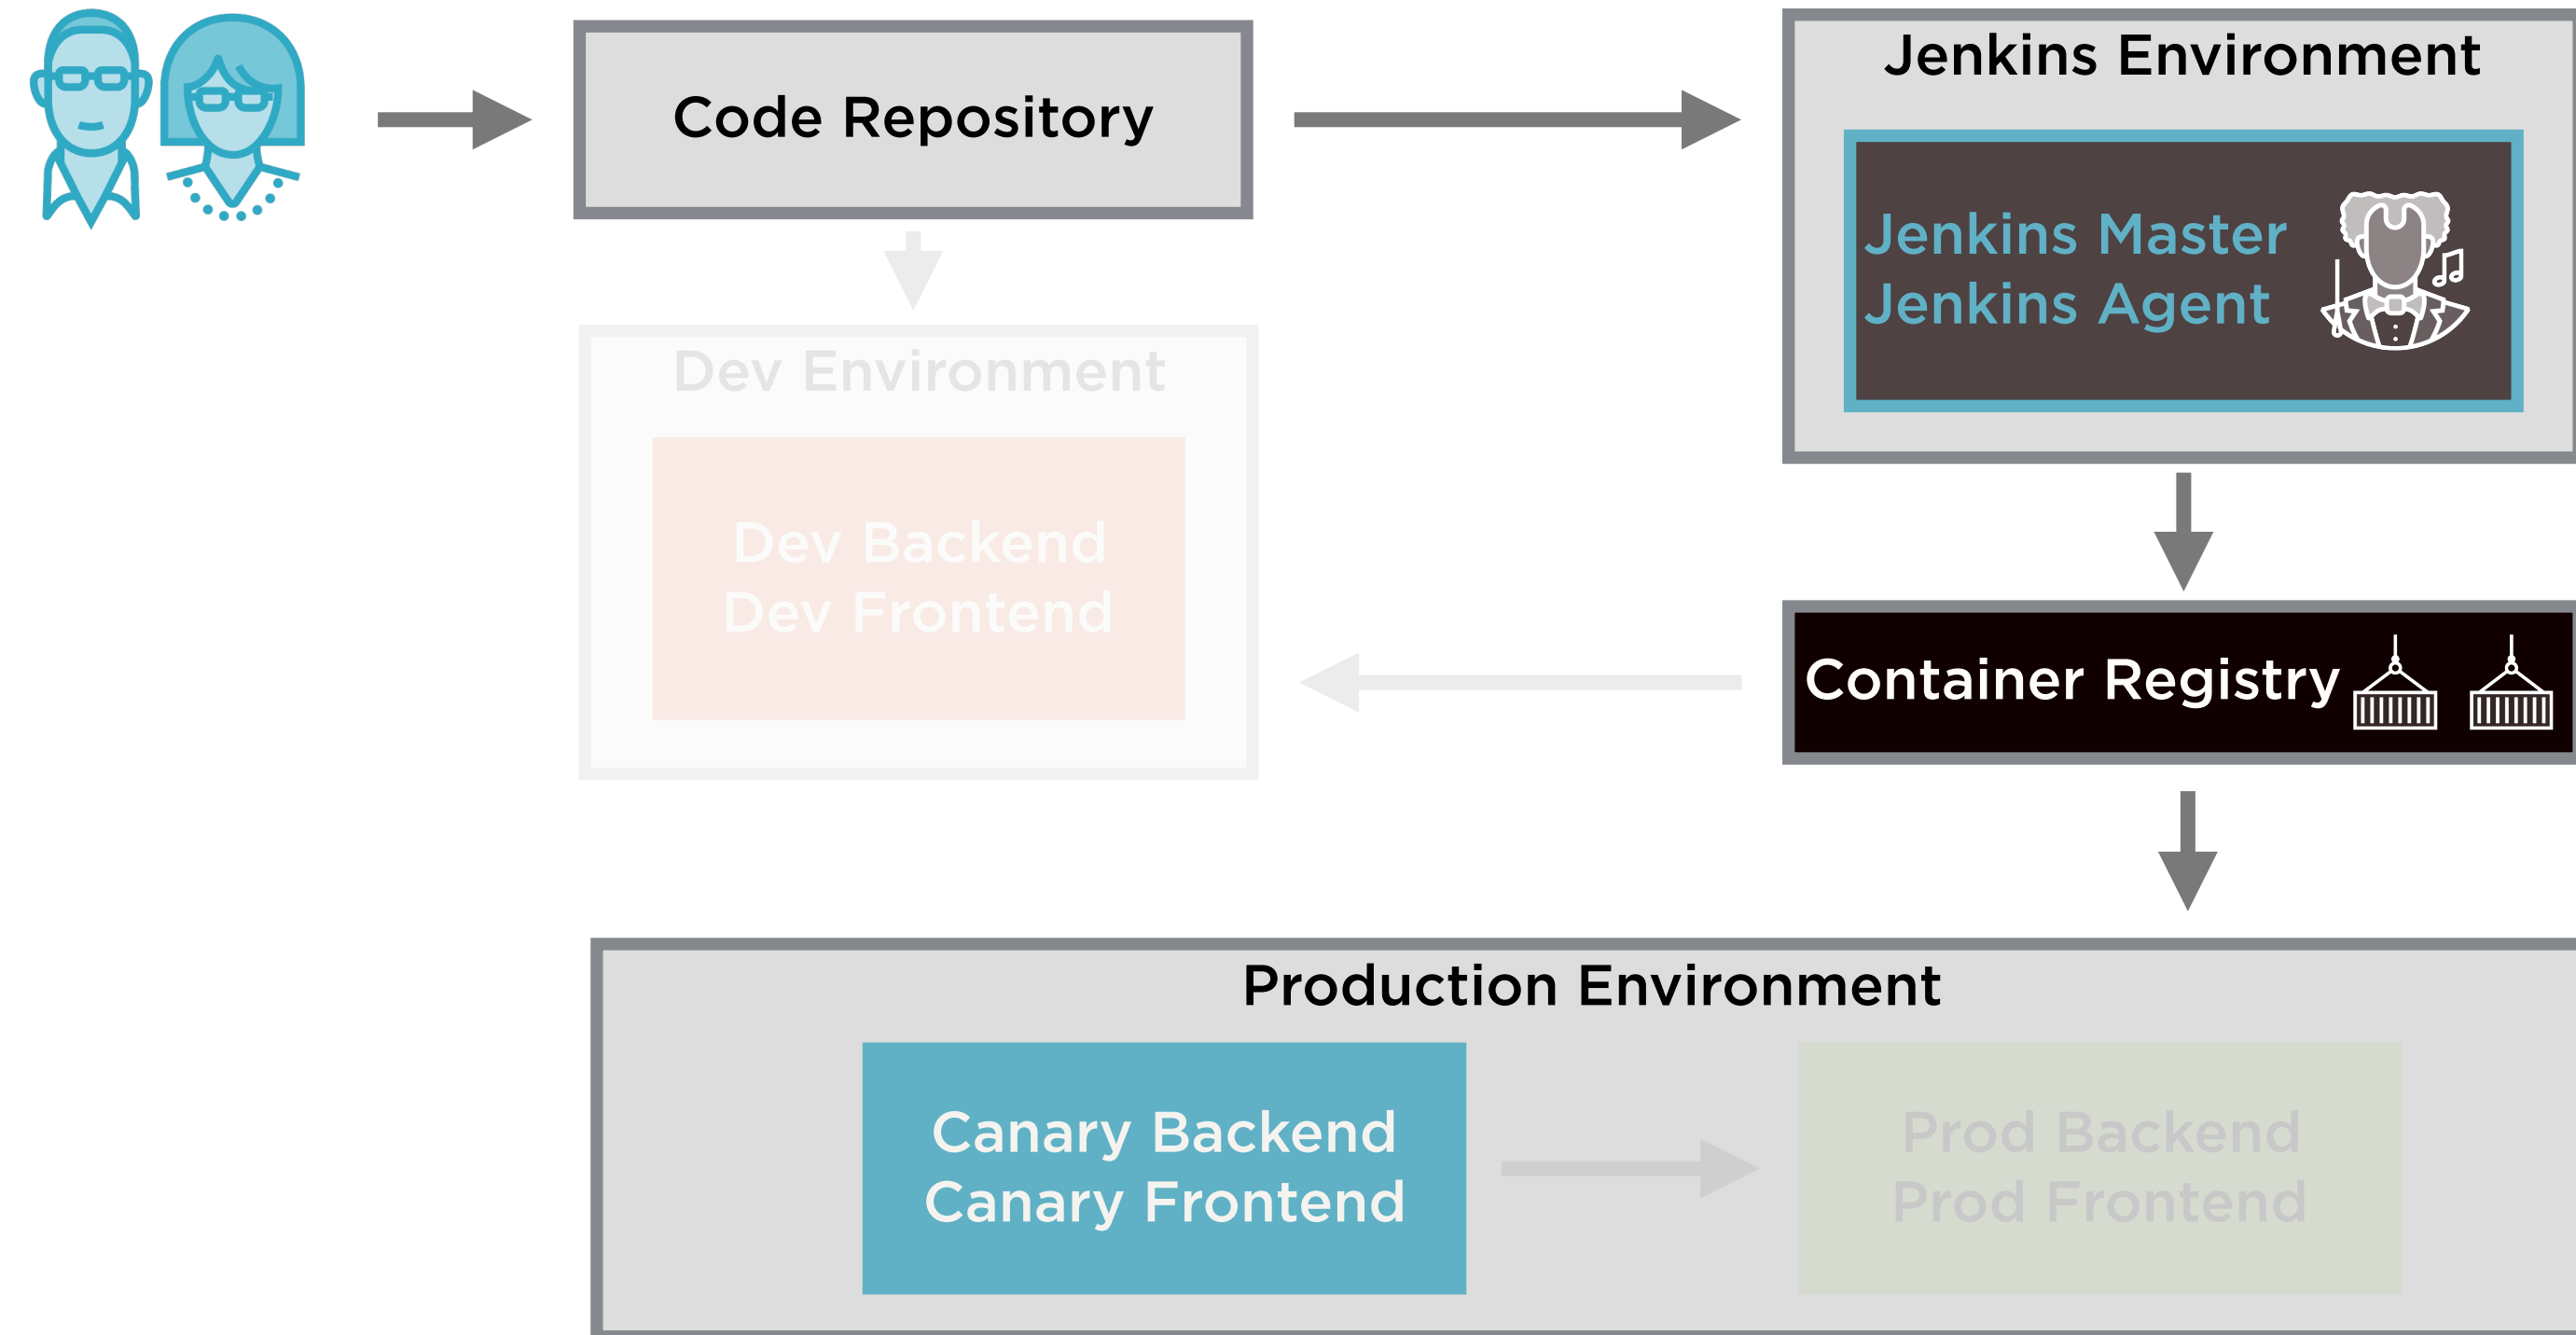 Code Repository
Jenkins Environment
Jenkins Master
Jenkins Agent
Dev Environment
Dev Backend
Dev Frontend
Container Registry
Production Environment
Canary Backend
Canary Frontend
Prod Backend
Prod Frontend